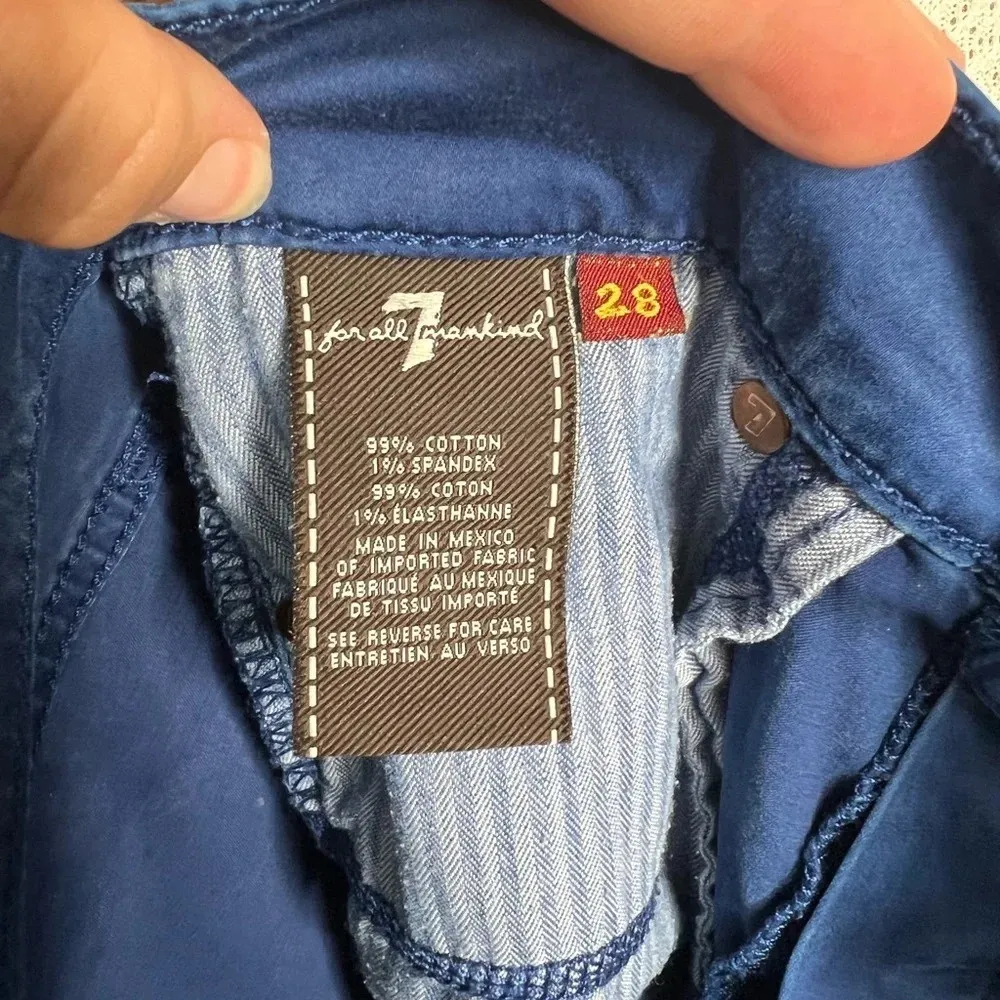 for all 7 mankind
28
99% COTTON
1% SPANDEX
99% COTON
1% ÉLASTHANNE
MADE IN MEXICO
OF IMPORTED FABRIC
FABRIQUÉ AU MEXIQUE
DE TISSU IMPORTÉ
SEE REVERSE FOR CARE
ENTRETIEN AU VERSO
7